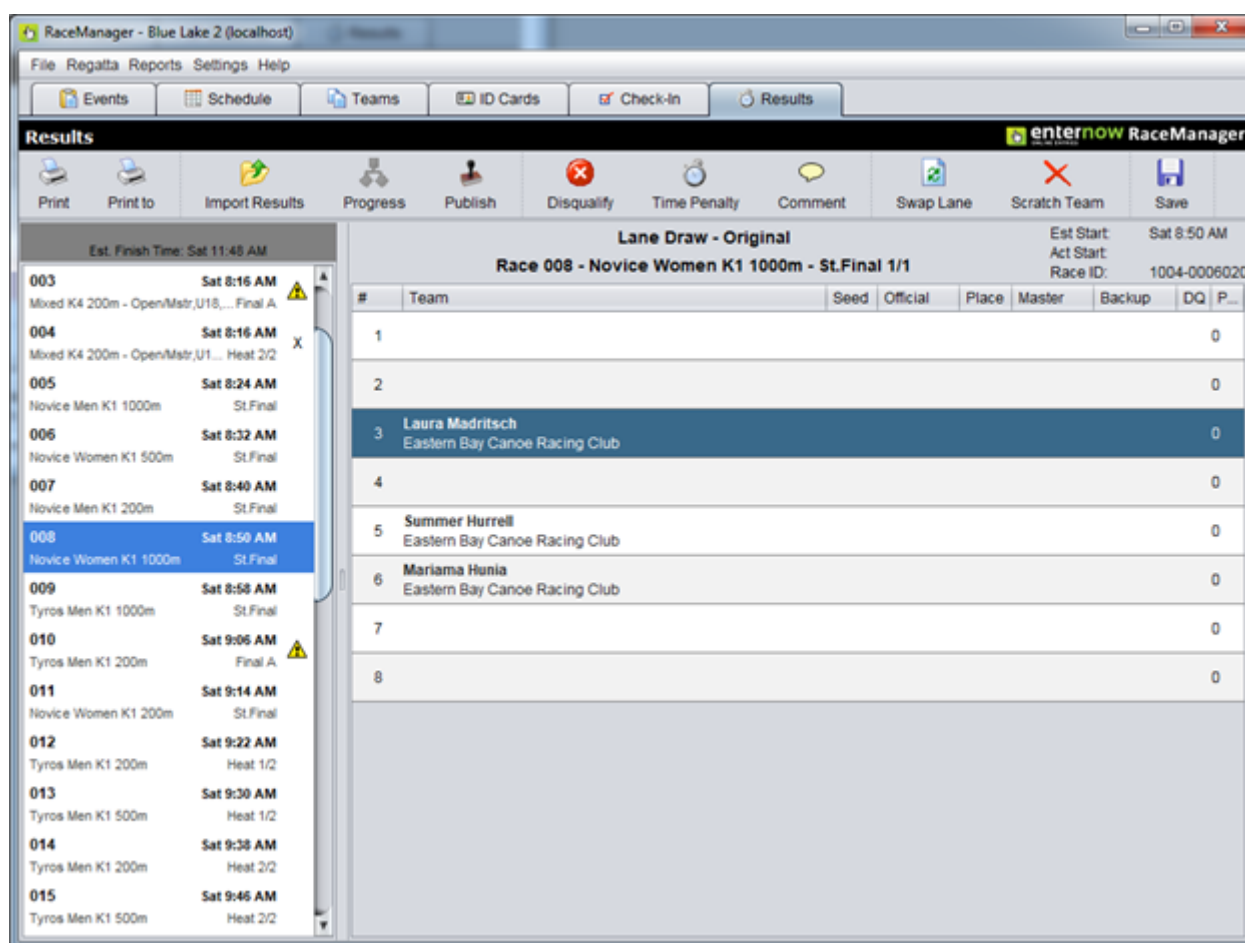 RaceManager - Blue Lake 2 (localhost)
File Regatta Reports Settings Help
Events Schedule Teams ID Cards Check-In Results
Results enternow RaceManager
Print Print to Import Results Progress Publish Disqualify Time Penalty Comment Swap Lane Scratch Team Save
Est. Finish Time: Sat 11:48 AM
003 Sat 8:16 AM
Mixed K4 200m - Open/Mstr,U18,... Final A
004 Sat 8:16 AM X
Mixed K4 200m - Open/Mstr,U1... Heat 2/2
005 Sat 8:24 AM
Novice Men K1 1000m St.Final
006 Sat 8:32 AM
Novice Women K1 500m St.Final
007 Sat 8:40 AM
Novice Men K1 200m St.Final
008 Sat 8:50 AM
Novice Women K1 1000m St.Final
009 Sat 8:58 AM
Tyros Men K1 1000m St.Final
010 Sat 9:06 AM
Tyros Men K1 200m Final A
011 Sat 9:14 AM
Novice Women K1 200m St.Final
012 Sat 9:22 AM
Tyros Men K1 200m Heat 1/2
013 Sat 9:30 AM
Tyros Men K1 500m Heat 1/2
014 Sat 9:38 AM
Tyros Men K1 200m Heat 2/2
015 Sat 9:46 AM
Tyros Men K1 500m Heat 2/2
Lane Draw - Original
Race 008 - Novice Women K1 1000m - St.Final 1/1
Est Start: Sat 8:50 AM
Act Start:
Race ID: 1004-0006020
# Team Seed Official Place Master Backup DQ P...
1 0
2 0
3 Laura Madritsch 0
Eastern Bay Canoe Racing Club
4 0
5 Summer Hurrell 0
Eastern Bay Canoe Racing Club
6 Mariama Hunia 0
Eastern Bay Canoe Racing Club
7 0
8 0